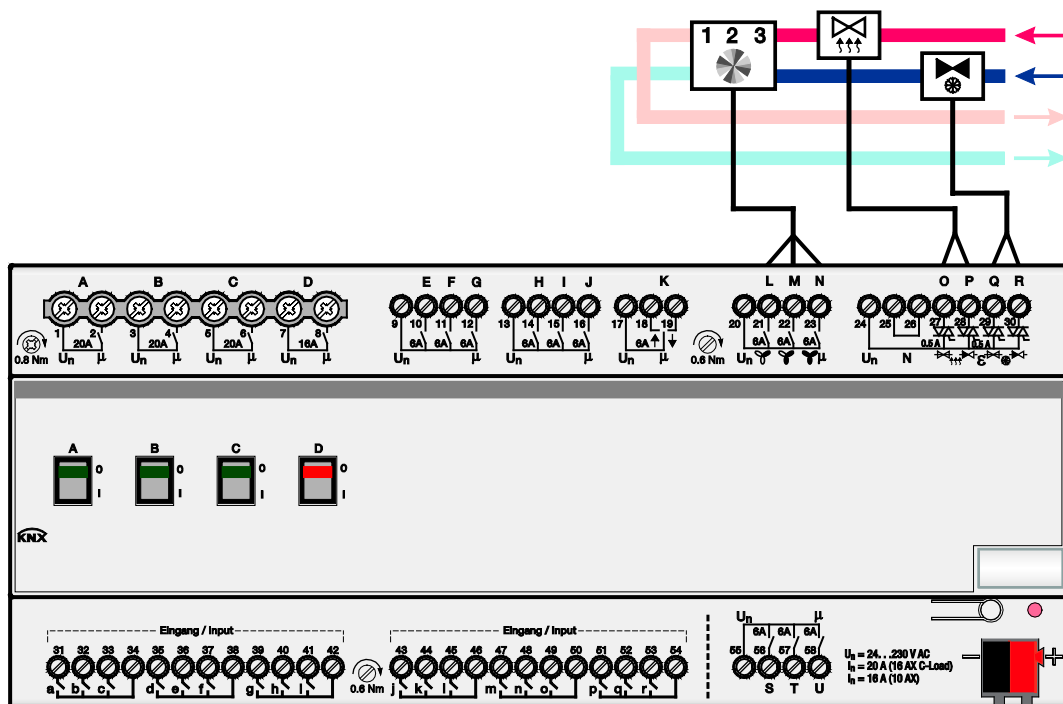 1 2 3
A B C D E F G H I J K L M N O P Q R
1 2 3 4 5 6 7 8 9 10 11 12 13 14 15 16 17 18 19 20 21 22 23 24 25 26 27 28 29 30
20A 20A 20A 16A 6A 6A 6A 6A 6A 6A 6A 6A 6A 6A 0.5 A 0.5 A
0.8 Nm Un µ Un µ Un µ Un µ Un µ Un µ Un µ 0.6 Nm Un µ Un N
A B C D
0 0 0 0
I I I I
KNX
Eingang / Input
31 32 33 34 35 36 37 38 39 40 41 42
a b c d e f g h i
0.6 Nm
Eingang / Input
43 44 45 46 47 48 49 50 51 52 53 54
j k l m n o p q r
Un µ
6A 6A 6A
55 56 57 58
S T U
Un = 24. . .230 V AC
In = 20 A (16 AX C-Load)
In = 16 A (10 AX)